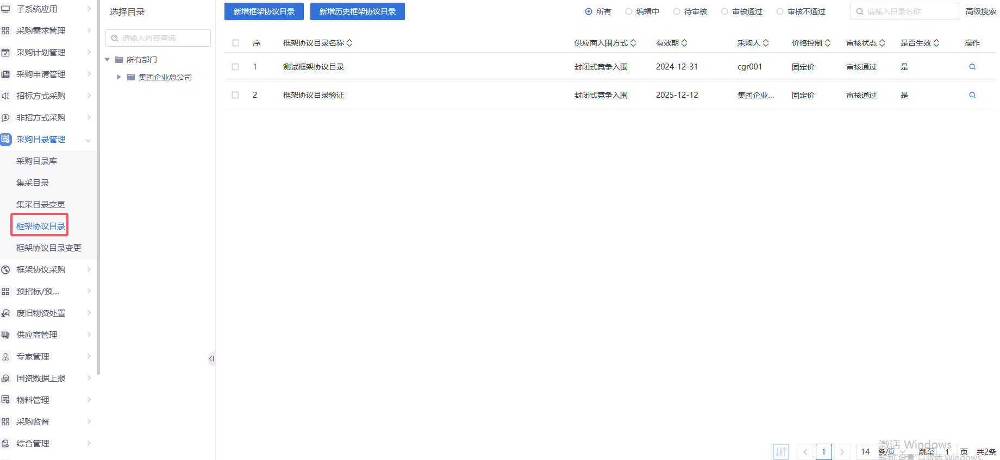 子系统应用
采购需求管理
采购计划管理
采购申请管理
招标方式采购
非招方式采购
采购目录管理
采购目录库
集采目录
集采目录变更
框架协议目录
框架协议目录变更
框架协议采购
预招标/预...
废旧物资处置
供应商管理
专家管理
国资数据上报
物料管理
采购监督
综合管理
选择目录
请输入内容查询
所有部门
集团企业总公司
新增框架协议目录 新增历史框架协议目录 所有 编辑中 待审核 审核通过 审核不通过 请输入目录名称 高级搜索
序 框架协议目录名称 供应商入围方式 有效期 采购人 价格控制 审核状态 是否生效 操作
1 测试框架协议目录 封闭式竞争入围 2024-12-31 cgr001 固定价 审核通过 是
2 框架协议目录验证 封闭式竞争入围 2025-12-12 集团企业... 固定价 审核通过 是
激活 Windows
1 14 条/页 跳至 1 页 共2条
转到"设置"以激活 Windows。